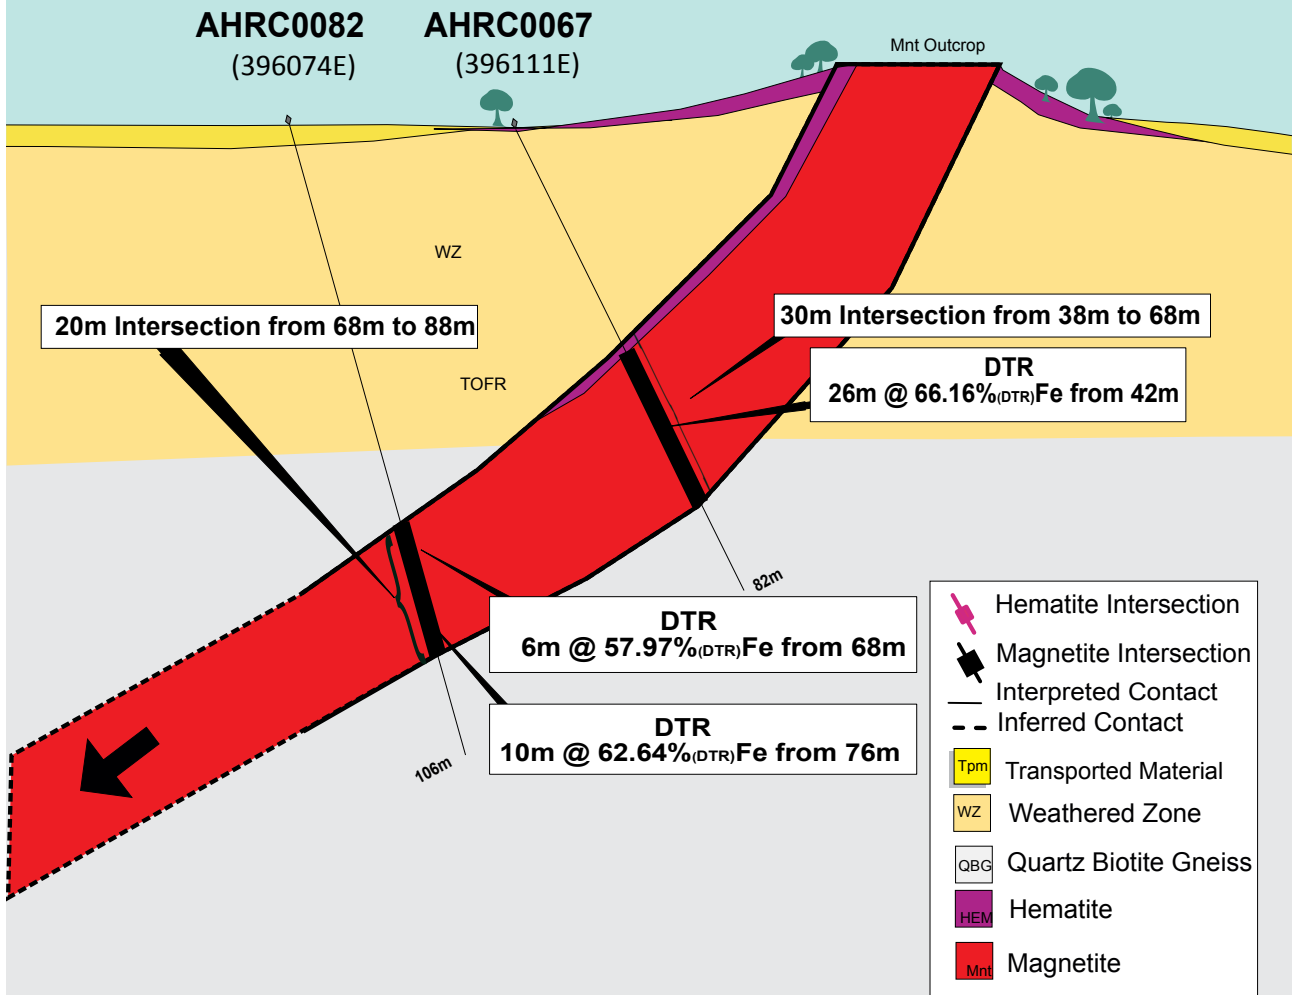 AHRC0082
(396074E)
AHRC0067
(396111E)
Mnt Outcrop
WZ
20m Intersection from 68m to 88m
30m Intersection from 38m to 68m
TOFR
DTR
26m @ 66.16%(DTR)Fe from 42m
82m
DTR
6m @ 57.97%(DTR)Fe from 68m
DTR
10m @ 62.64%(DTR)Fe from 76m
106m
Hematite Intersection
Magnetite Intersection
Interpreted Contact
Inferred Contact
Tpm Transported Material
WZ Weathered Zone
QBG Quartz Biotite Gneiss
HEM Hematite
Mnt Magnetite